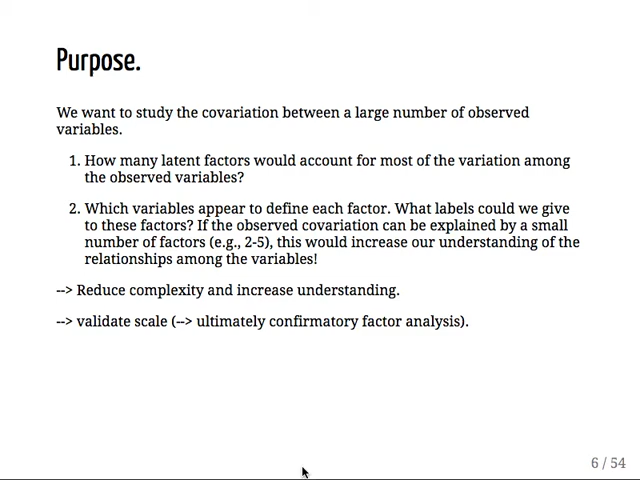 Purpose.
We want to study the covariation between a large number of observed
variables.
1. How many latent factors would account for most of the variation among
the observed variables?
2. Which variables appear to define each factor. What labels could we give
to these factors? If the observed covariation can be explained by a small
number of factors (e.g., 2-5), this would increase our understanding of the
relationships among the variables!
--> Reduce complexity and increase understanding.
--> validate scale (--> ultimately confirmatory factor analysis).
6 / 54